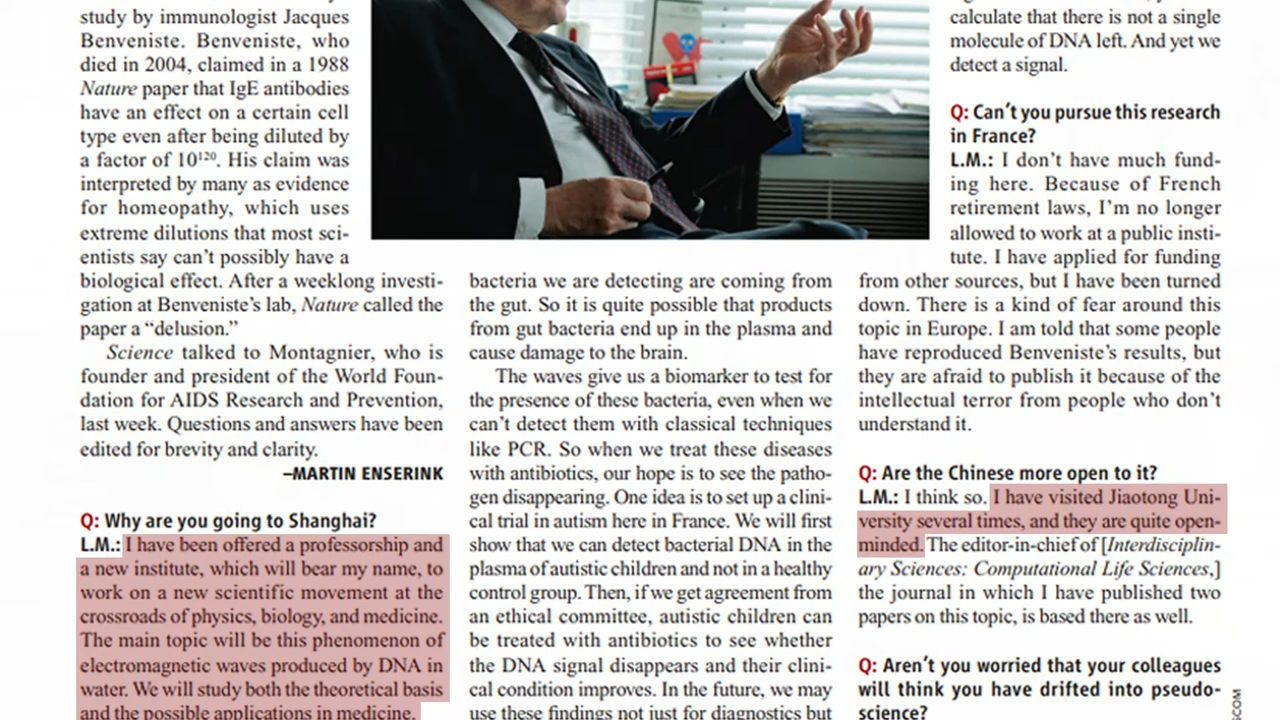 study by immunologist Jacques
Benveniste. Benveniste, who
died in 2004, claimed in a 1988
Nature paper that IgE antibodies
have an effect on a certain cell
type even after being diluted by
a factor of 10¹²⁰. His claim was
interpreted by many as evidence
for homeopathy, which uses
extreme dilutions that most sci-
entists say can't possibly have a
biological effect. After a weeklong investi-
gation at Benveniste's lab, Nature called the
paper a “delusion.”
Science talked to Montagnier, who is
founder and president of the World Foun-
dation for AIDS Research and Prevention,
last week. Questions and answers have been
edited for brevity and clarity.
–MARTIN ENSERINK
Q: Why are you going to Shanghai?
L.M.: I have been offered a professorship and
a new institute, which will bear my name, to
work on a new scientific movement at the
crossroads of physics, biology, and medicine.
The main topic will be this phenomenon of
electromagnetic waves produced by DNA in
water. We will study both the theoretical basis
and the possible applications in medicine.
bacteria we are detecting are coming from
the gut. So it is quite possible that products
from gut bacteria end up in the plasma and
cause damage to the brain.
The waves give us a biomarker to test for
the presence of these bacteria, even when we
can't detect them with classical techniques
like PCR. So when we treat these diseases
with antibiotics, our hope is to see the patho-
gen disappearing. One idea is to set up a clini-
cal trial in autism here in France. We will first
show that we can detect bacterial DNA in the
plasma of autistic children and not in a healthy
control group. Then, if we get agreement from
an ethical committee, autistic children can
be treated with antibiotics to see whether
the DNA signal disappears and their clini-
cal condition improves. In the future, we may
use these findings not just for diagnostics but
calculate that there is not a single
molecule of DNA left. And yet we
detect a signal.
Q: Can't you pursue this research
in France?
L.M.: I don't have much fund-
ing here. Because of French
retirement laws, I'm no longer
allowed to work at a public insti-
tute. I have applied for funding
from other sources, but I have been turned
down. There is a kind of fear around this
topic in Europe. I am told that some people
have reproduced Benveniste's results, but
they are afraid to publish it because of the
intellectual terror from people who don't
understand it.
Q: Are the Chinese more open to it?
L.M.: I think so. I have visited Jiaotong Uni-
versity several times, and they are quite open-
minded. The editor-in-chief of [Interdisciplin-
ary Sciences: Computational Life Sciences,]
the journal in which I have published two
papers on this topic, is based there as well.
Q: Aren't you worried that your colleagues
will think you have drifted into pseudo-
science?